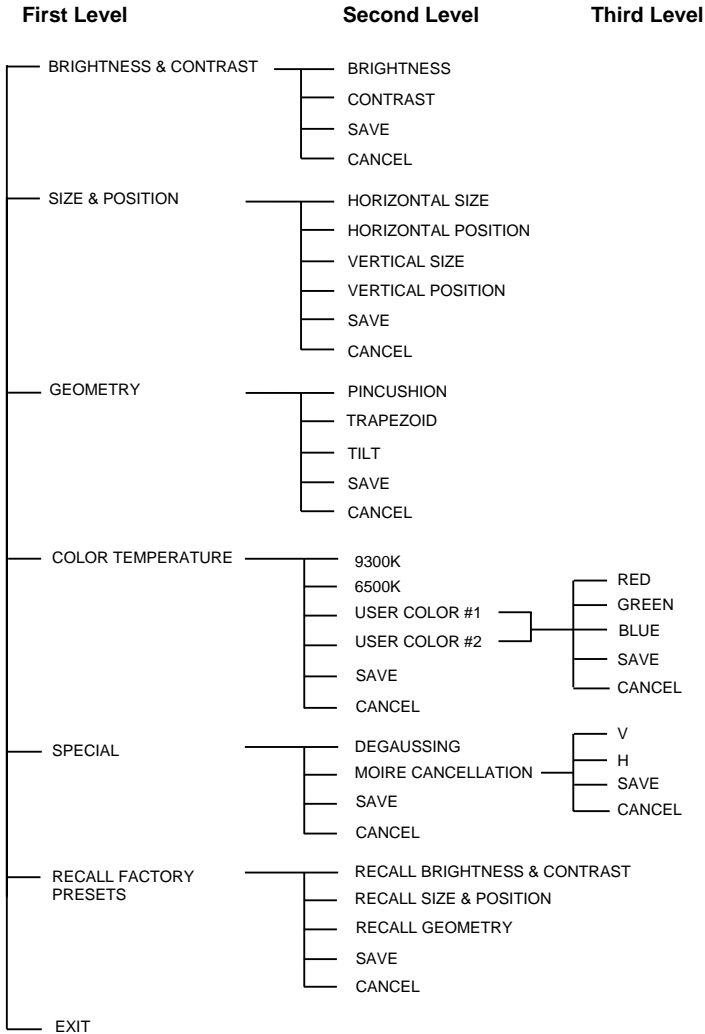 First Level Second Level Third Level
BRIGHTNESS & CONTRAST BRIGHTNESS
CONTRAST
SAVE
CANCEL
SIZE & POSITION HORIZONTAL SIZE
HORIZONTAL POSITION
VERTICAL SIZE
VERTICAL POSITION
SAVE
CANCEL
GEOMETRY PINCUSHION
TRAPEZOID
TILT
SAVE
CANCEL
COLOR TEMPERATURE 9300K
6500K
USER COLOR #1
USER COLOR #2
SAVE
CANCEL
RED
GREEN
BLUE
SAVE
CANCEL
SPECIAL DEGAUSSING
MOIRE CANCELLATION
SAVE
CANCEL
V
H
SAVE
CANCEL
RECALL FACTORY
PRESETS
RECALL BRIGHTNESS & CONTRAST
RECALL SIZE & POSITION
RECALL GEOMETRY
SAVE
CANCEL
EXIT